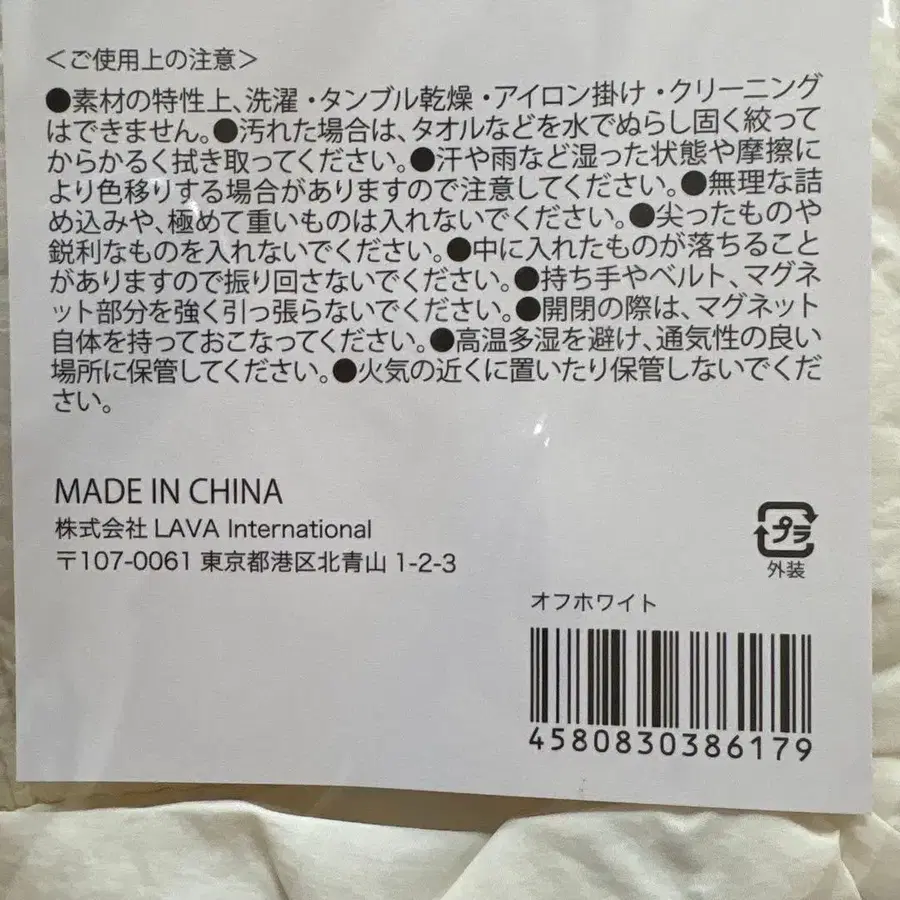 ＜ご使用上の注意＞
●素材の特性上、洗濯・タンブル乾燥・アイロン掛け・クリーニング
はできません。●汚れた場合は、タオルなどを水でぬらし固く絞って
からかるく拭き取ってください。●汗や雨など湿った状態や摩擦に
より色移りする場合がありますので注意してください。●無理な詰
め込みや、極めて重いものは入れないでください。●尖ったものや
鋭利なものを入れないでください。●中に入れたものが落ちること
がありますので振り回さないでください。●持ち手やベルト、マグネ
ット部分を強く引っ張らないでください。●開閉の際は、マグネット
自体を持っておこなってください。●高温多湿を避け、通気性の良い
場所に保管してください。●火気の近くに置いたり保管しないでくだ
さい。
MADE IN CHINA
株式会社 LAVA International
〒107-0061 東京都港区北青山 1-2-3
プラ
外装
オフホワイト
4580830386179